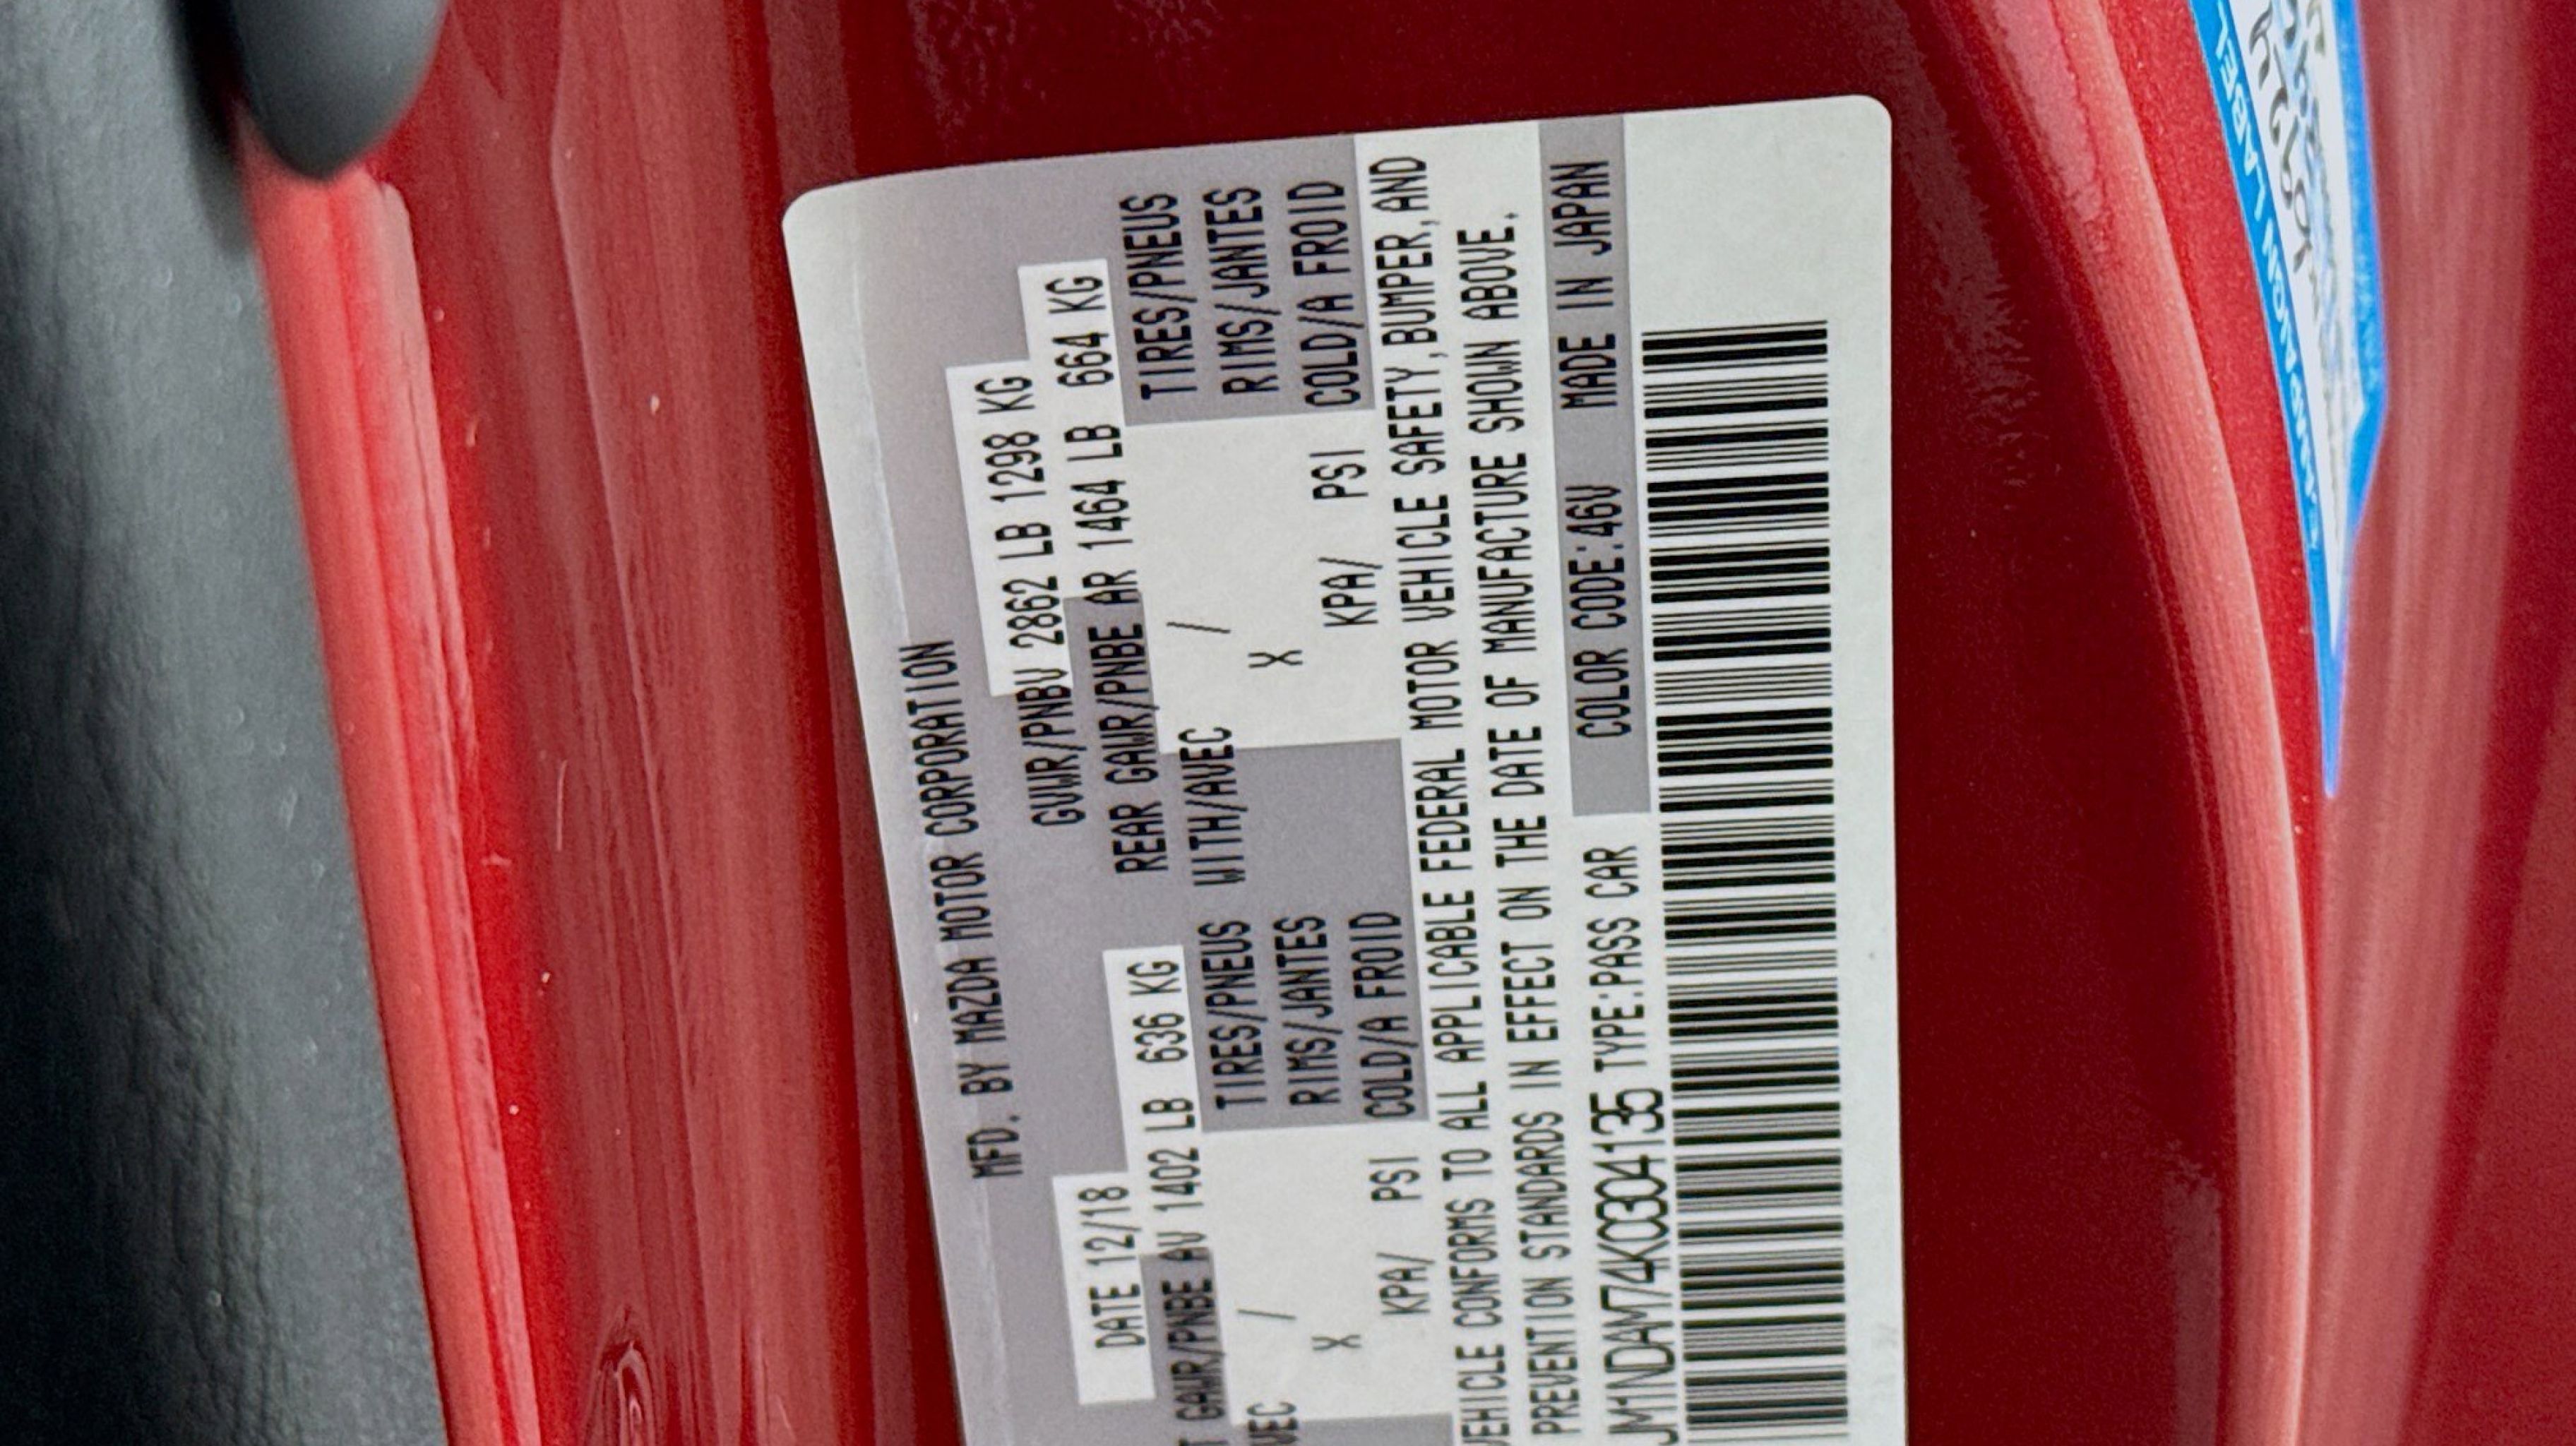 MFD. BY MAZDA MOTOR CORPORATION
DATE 12/18
GVWR/PNBV 2862 LB 1298 KG
GAWR/PNBE AV 1402 LB 636 KG
REAR GAWR/PNBE AR 1464 LB 664 KG
/ TIRES/PNEUS WITH/AVEC / TIRES/PNEUS
X RIMS/JANTES X RIMS/JANTES
KPA/ PSI COLD/A FROID KPA/ PSI COLD/A FROID
VEHICLE CONFORMS TO ALL APPLICABLE FEDERAL MOTOR VEHICLE SAFETY,BUMPER,AND
PREVENTION STANDARDS IN EFFECT ON THE DATE OF MANUFACTURE SHOWN ABOVE.
JM1NDAM74K0304135 TYPE:PASS CAR COLOR CODE:46V MADE IN JAPAN
LABEL